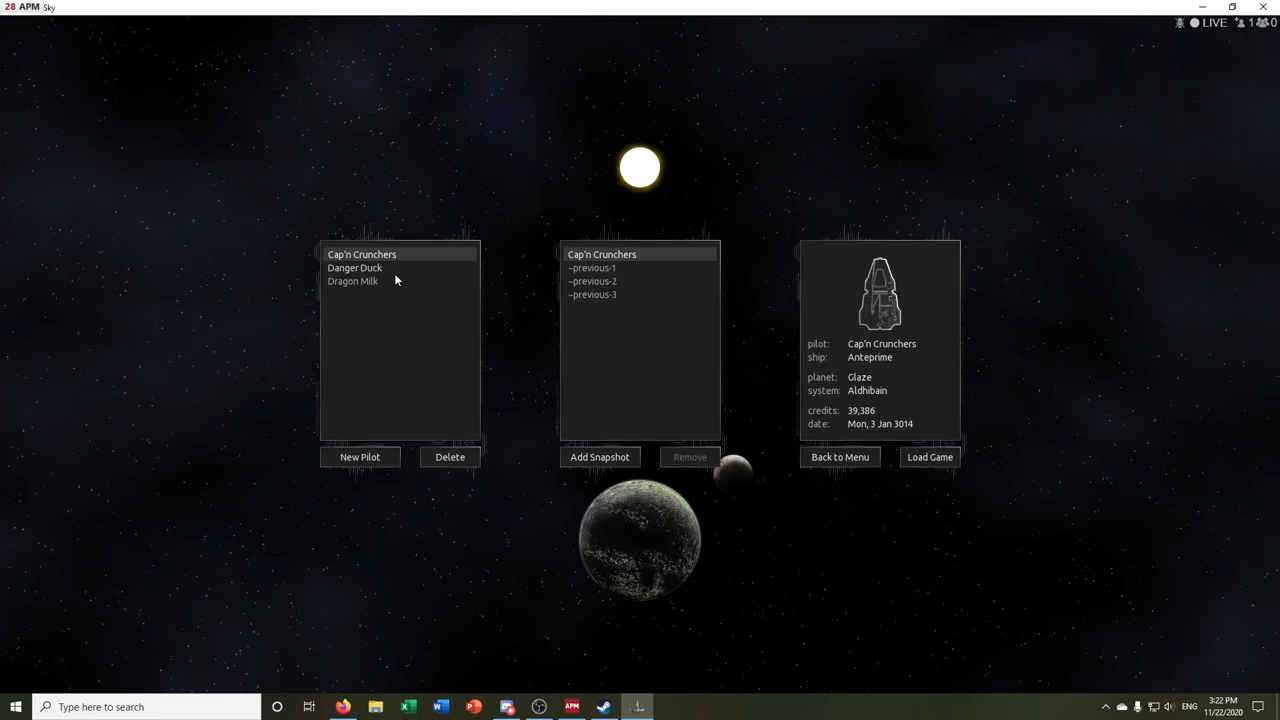 28 APM Sky
LIVE 1 0
Cap'n Crunchers
Danger Duck
Dragon Milk
New Pilot
Delete
Cap'n Crunchers
~previous-1
~previous-2
~previous-3
Add Snapshot
Remove
pilot: Cap'n Crunchers
ship: Anteprime
planet: Glaze
system: Aldhibain
credits: 39,386
date: Mon, 3 Jan 3014
Back to Menu
Load Game
Type here to search
APM
ENG
3:22 PM
11/22/2020